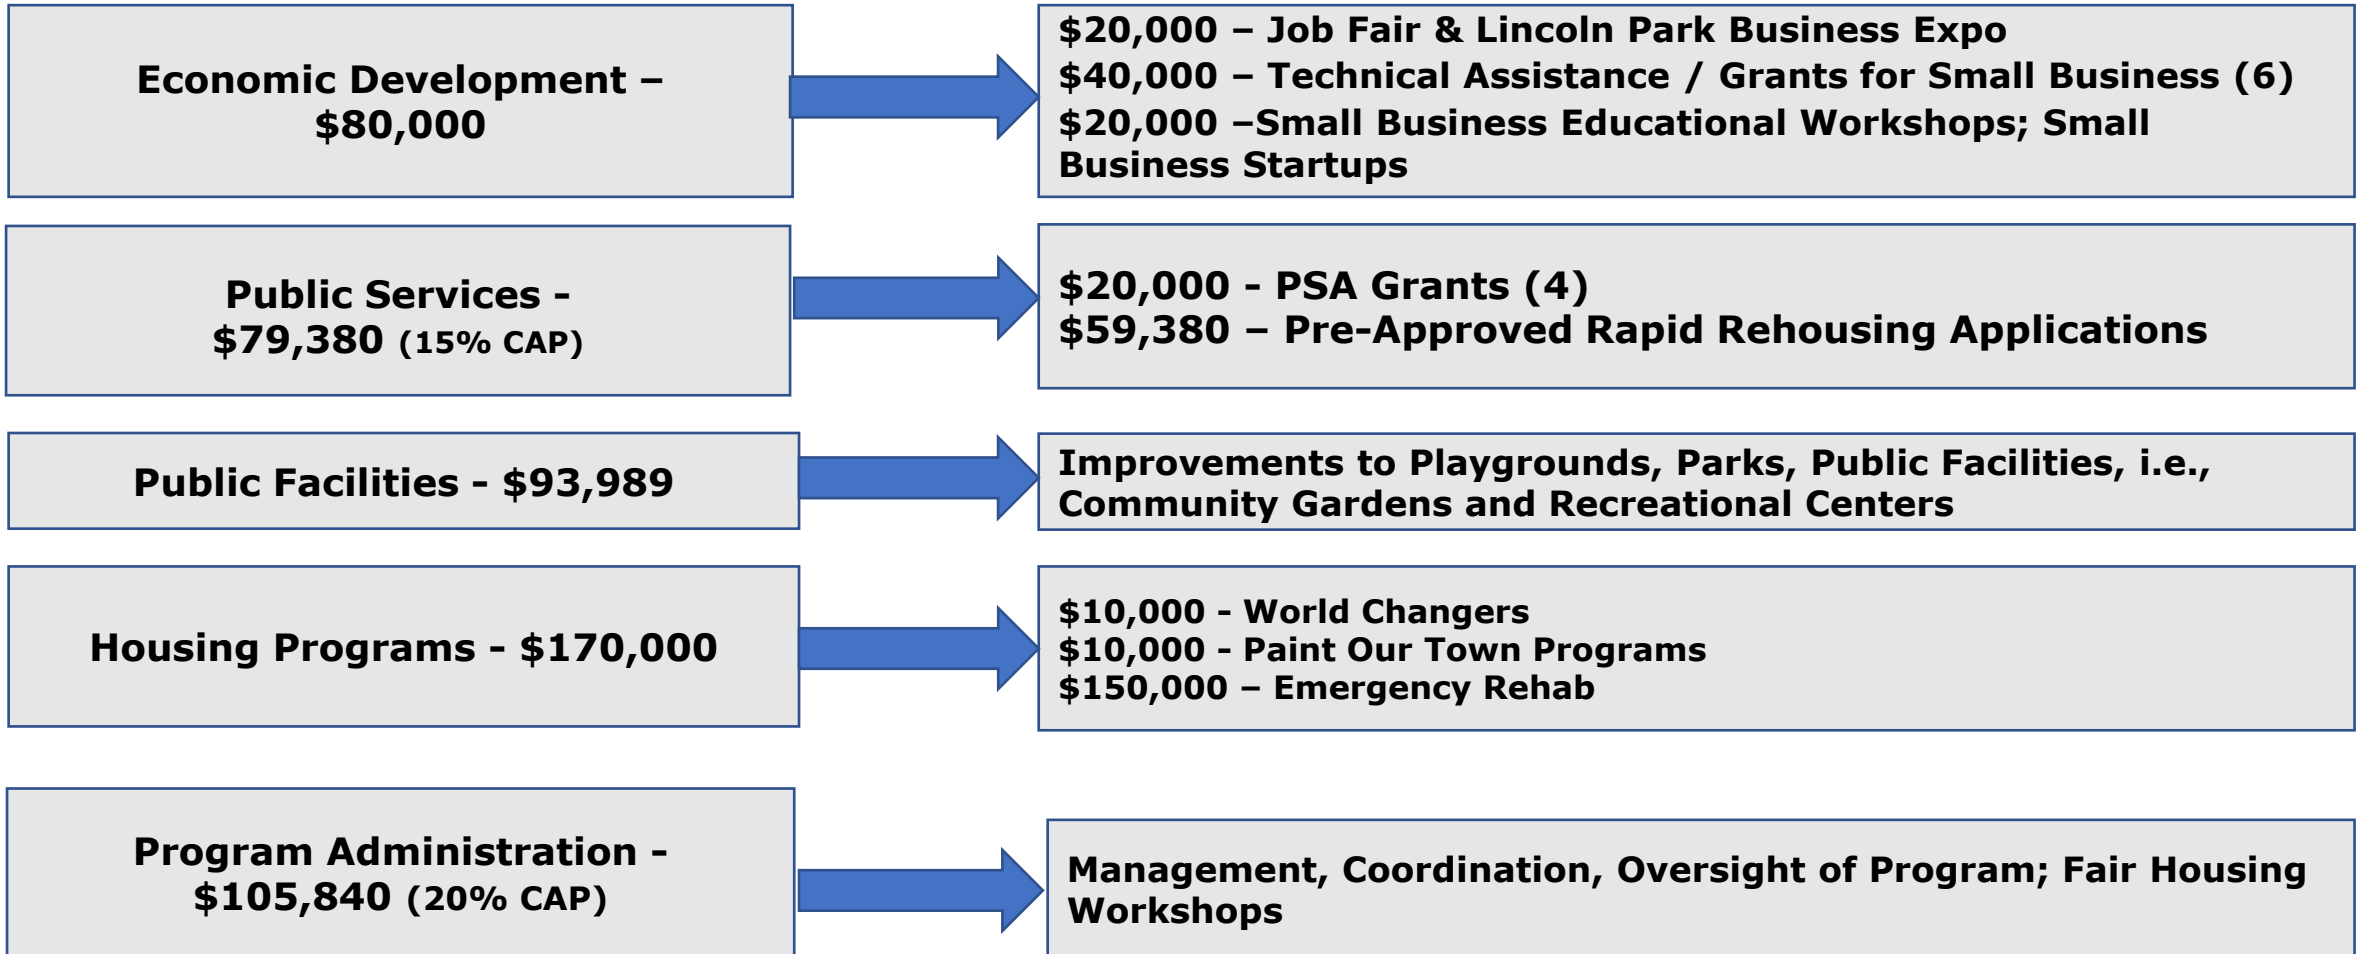 Economic Development –
$80,000
$20,000 – Job Fair & Lincoln Park Business Expo
$40,000 – Technical Assistance / Grants for Small Business (6)
$20,000 –Small Business Educational Workshops; Small
Business Startups
Public Services -
$79,380 (15% CAP)
$20,000 - PSA Grants (4)
$59,380 – Pre-Approved Rapid Rehousing Applications
Public Facilities - $93,989
Improvements to Playgrounds, Parks, Public Facilities, i.e.,
Community Gardens and Recreational Centers
Housing Programs - $170,000
$10,000 - World Changers
$10,000 - Paint Our Town Programs
$150,000 – Emergency Rehab
Program Administration -
$105,840 (20% CAP)
Management, Coordination, Oversight of Program; Fair Housing
Workshops